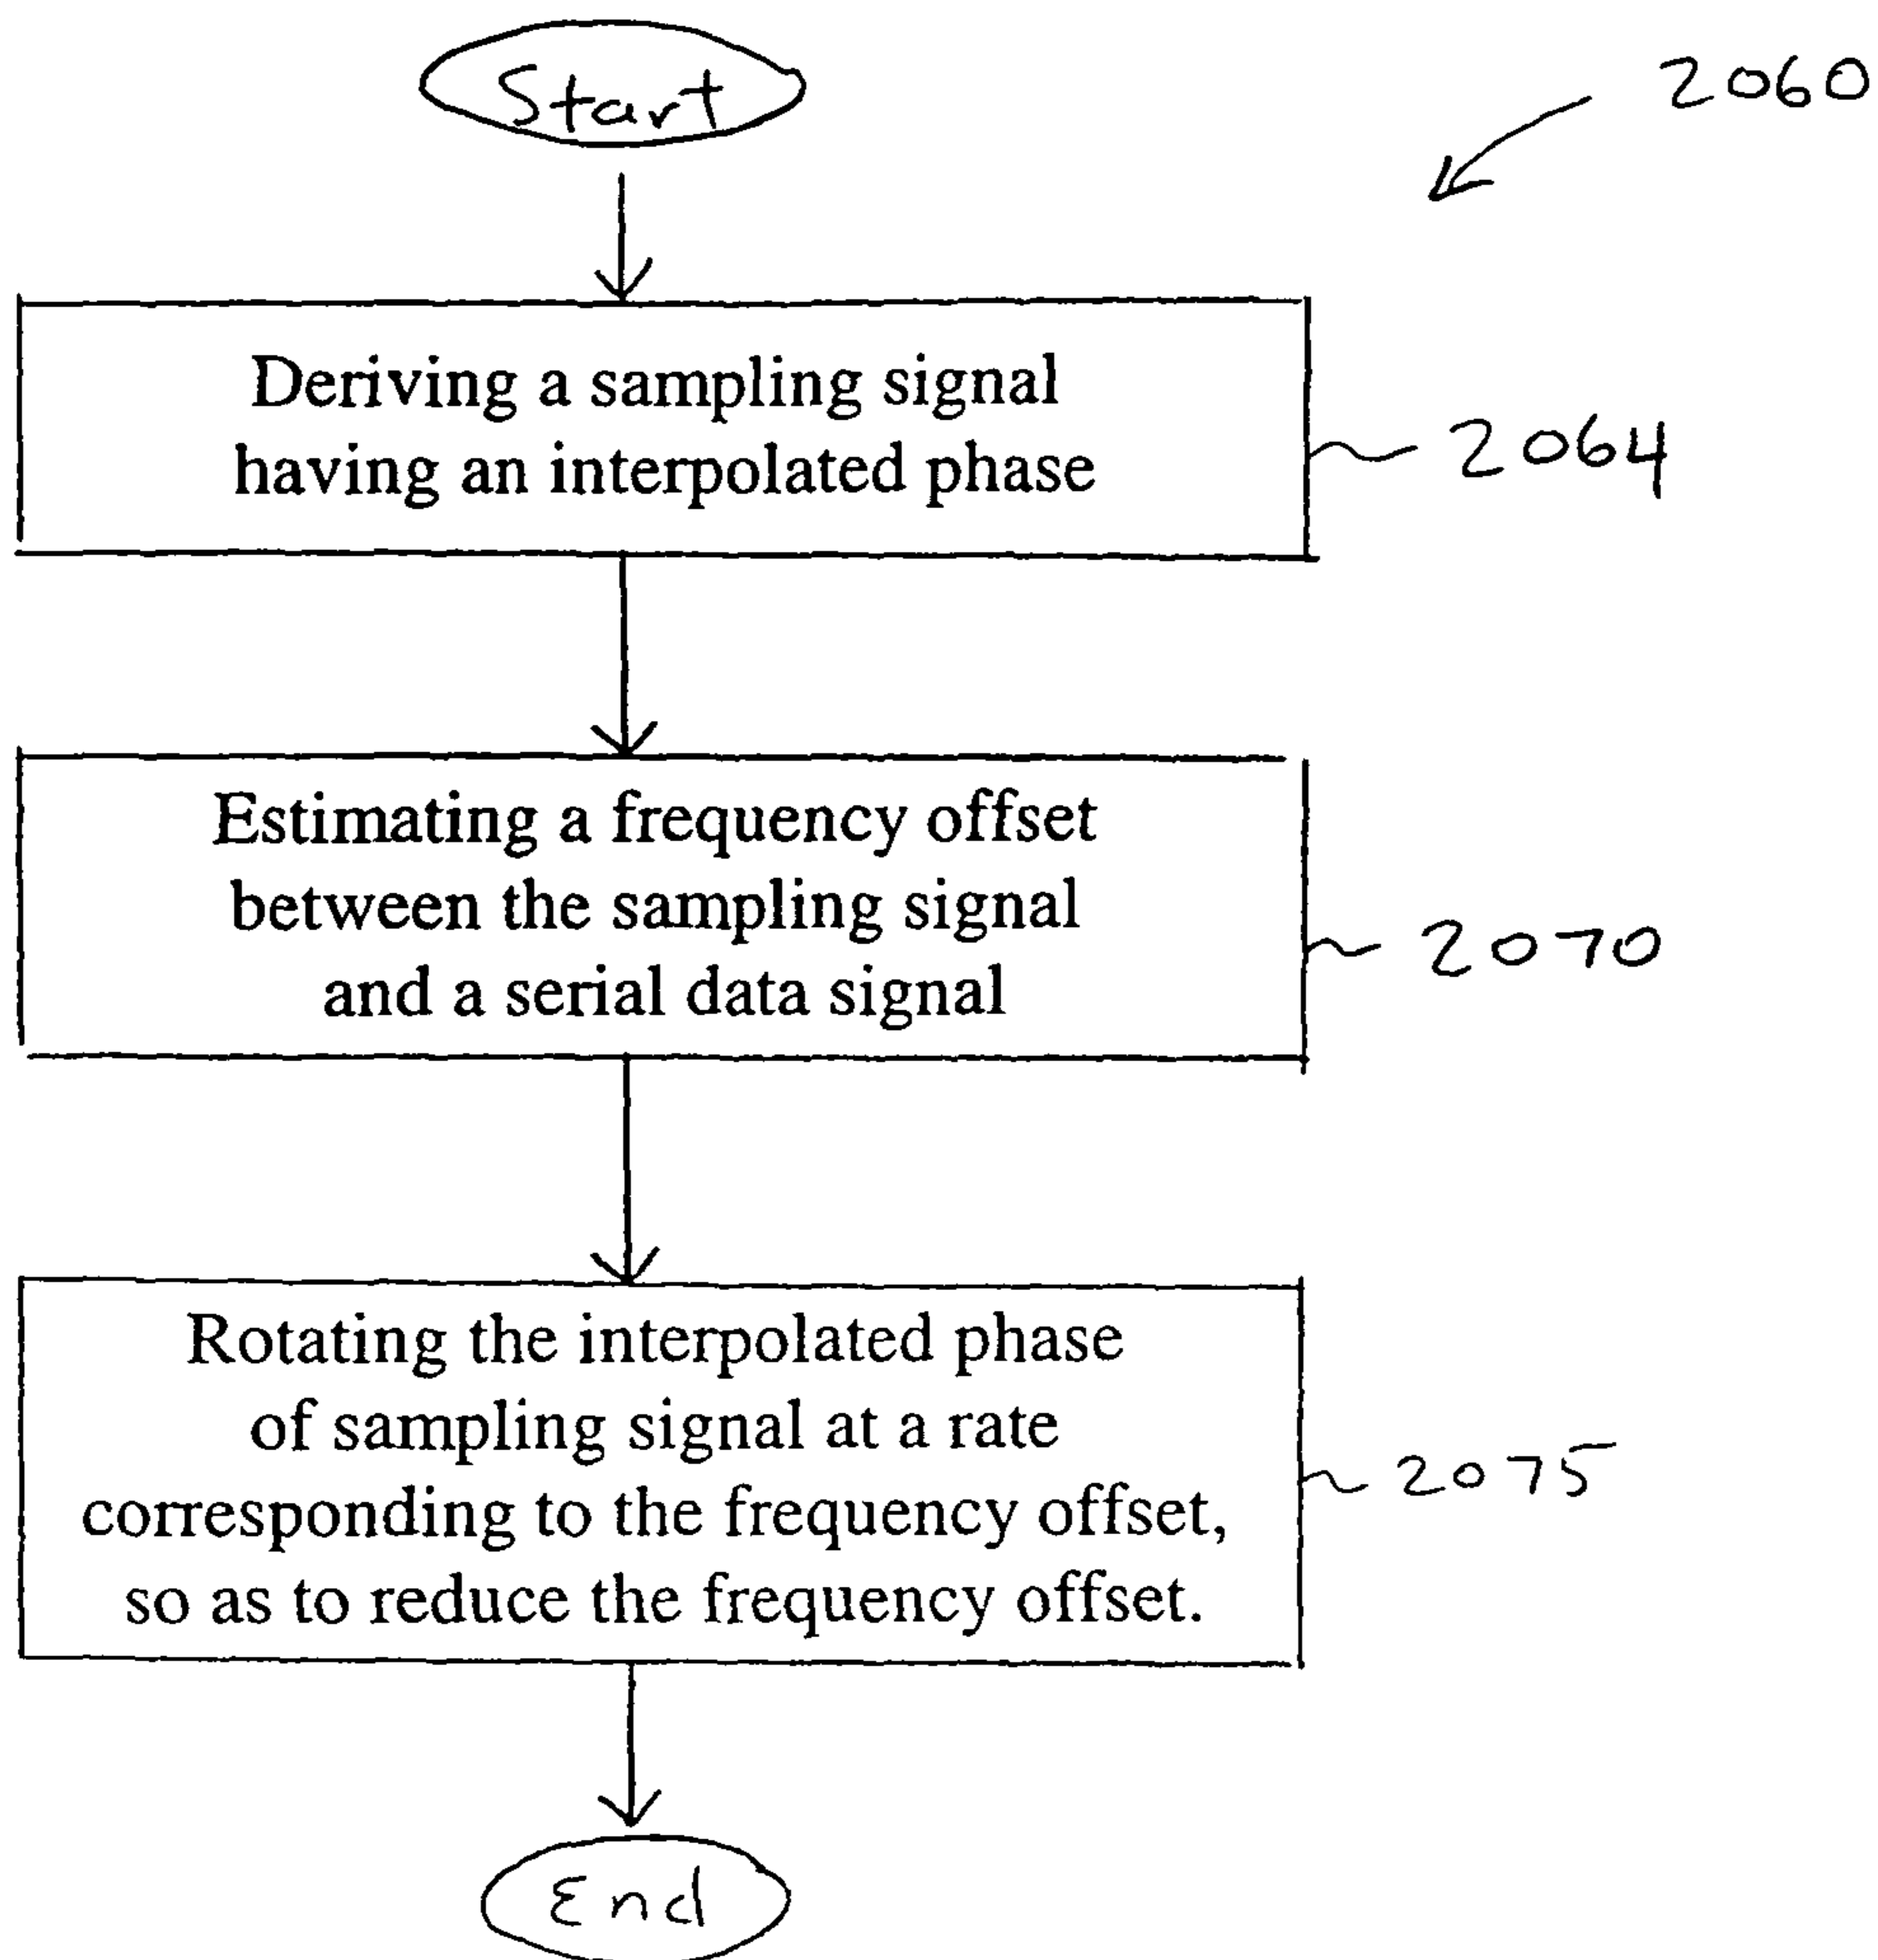 Start
2060
Deriving a sampling signal
having an interpolated phase
2064
Estimating a frequency offset
between the sampling signal
and a serial data signal
2070
Rotating the interpolated phase
of sampling signal at a rate
corresponding to the frequency offset,
so as to reduce the frequency offset.
2075
End